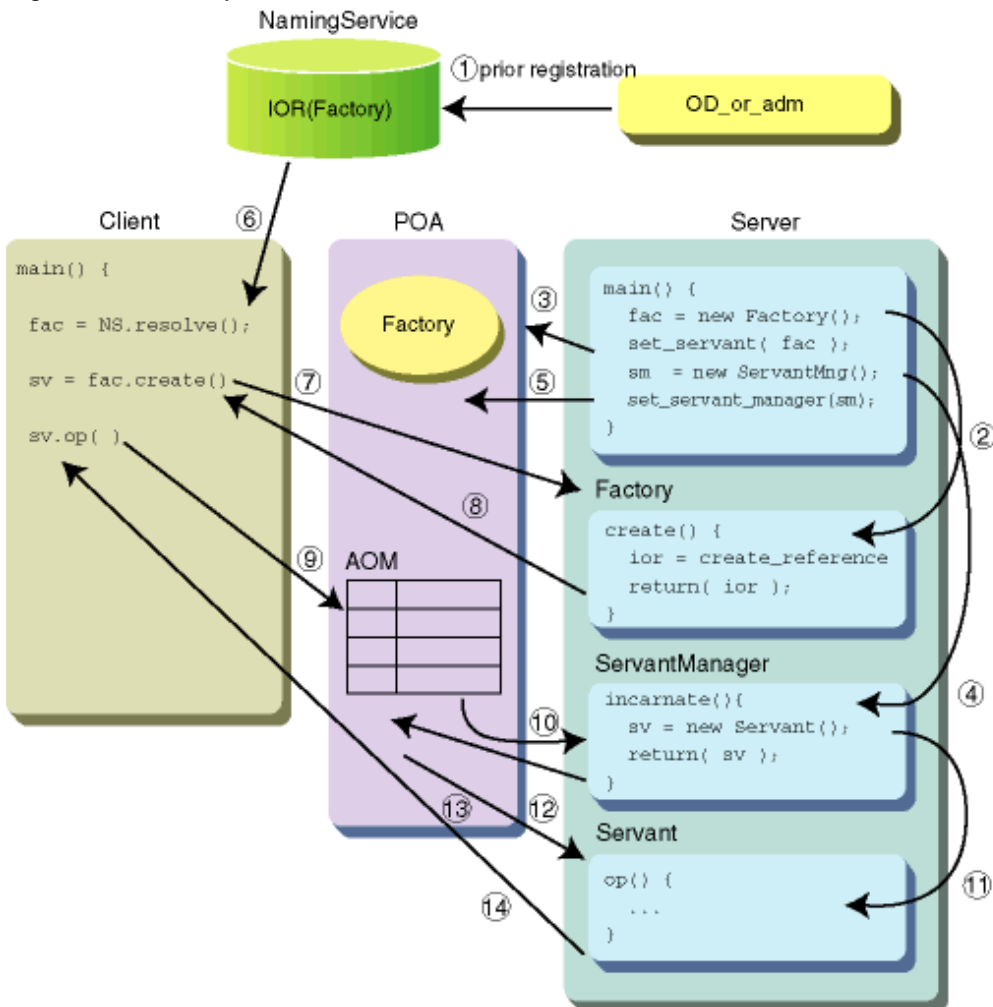 NamingService
① prior registration
IOR(Factory)
OD_or_adm
⑥
Client
POA
Server
main() {
fac = NS.resolve();
sv = fac.create()
sv.op( )
Factory
③
⑤
⑦
⑧
⑨
AOM
⑩
⑬
⑫
⑭
main() {
fac = new Factory();
set_servant( fac );
sm = new ServantMng();
set_servant_manager(sm);
}
②
Factory
create() {
ior = create_reference
return( ior );
}
ServantManager
④
incarnate(){
sv = new Servant();
return( sv );
}
Servant
⑪
op() {
...
}